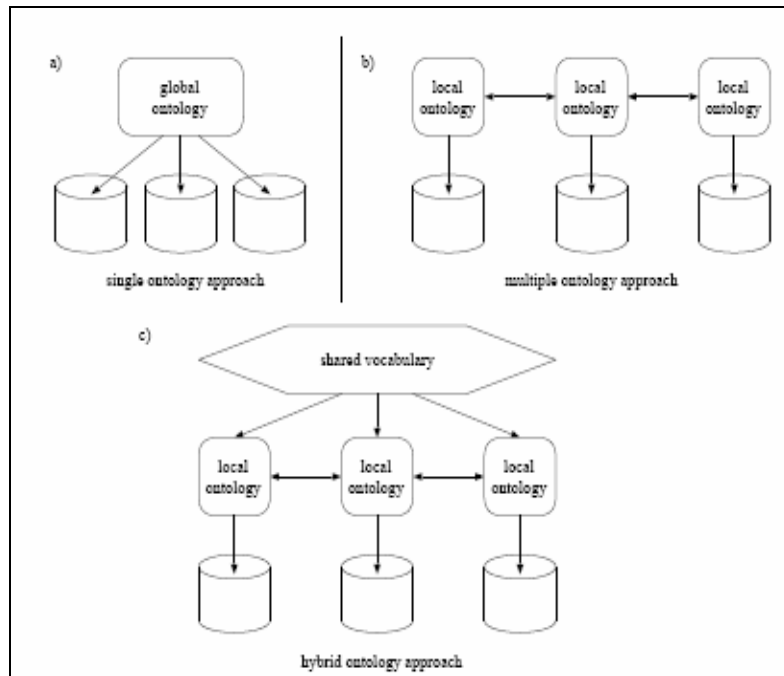 a)
global
ontology
single ontology approach
b)
local
ontology
local
ontology
local
ontology
multiple ontology approach
c)
shared vocabulary
local
ontology
local
ontology
local
ontology
hybrid ontology approach